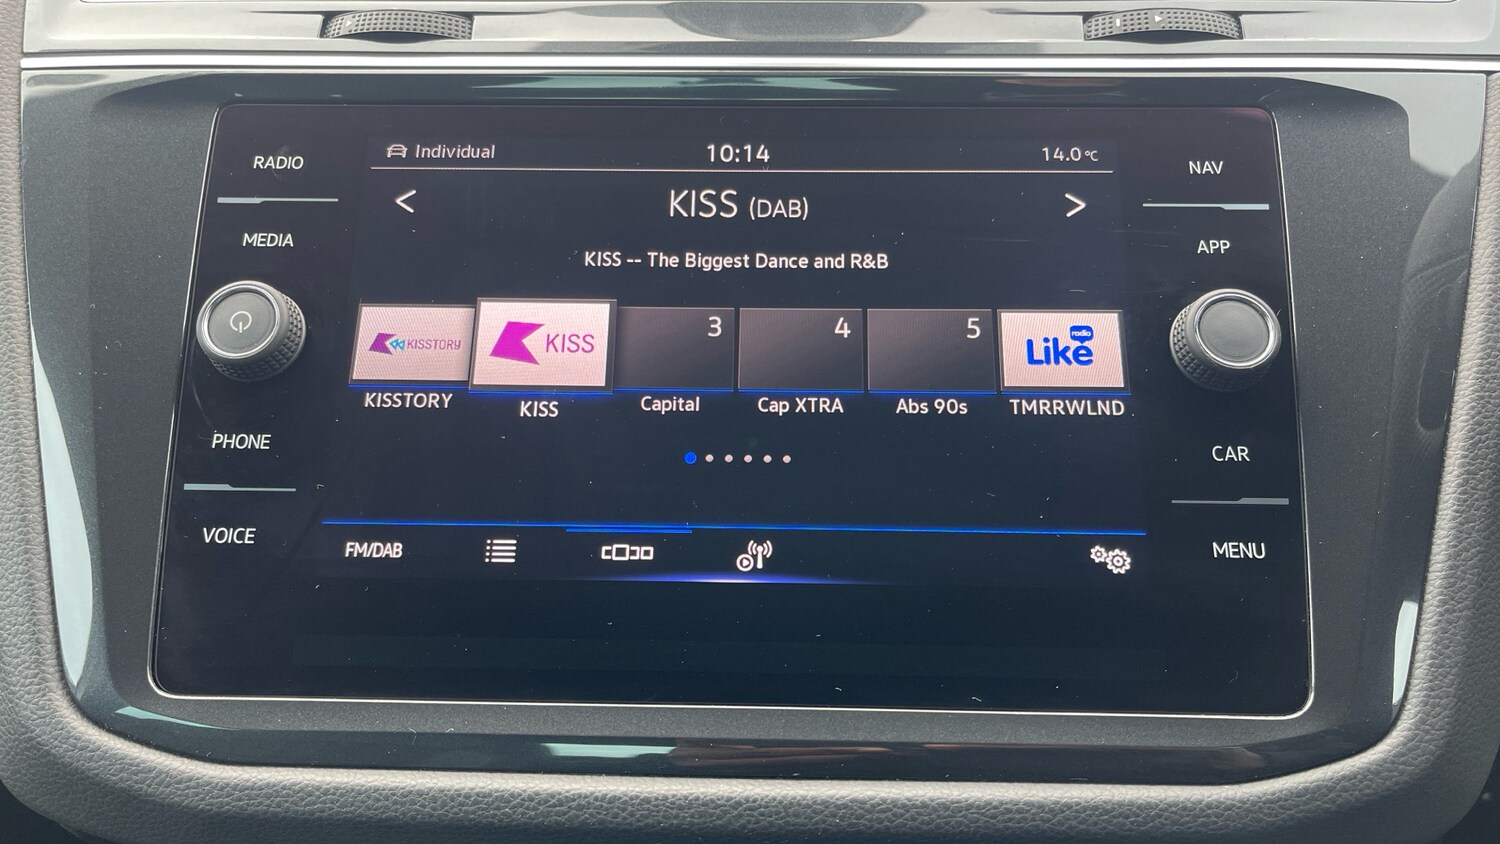 RADIO
MEDIA
PHONE
VOICE
Individual
10:14
14.0°C
< KISS (DAB) >
KISS -- The Biggest Dance and R&B
KISSTORY
KISS
3
4
5
radio
Like
KISSTORY
KISS
Capital
Cap XTRA
Abs 90s
TMRRWLND
FM/DAB
NAV
APP
CAR
MENU